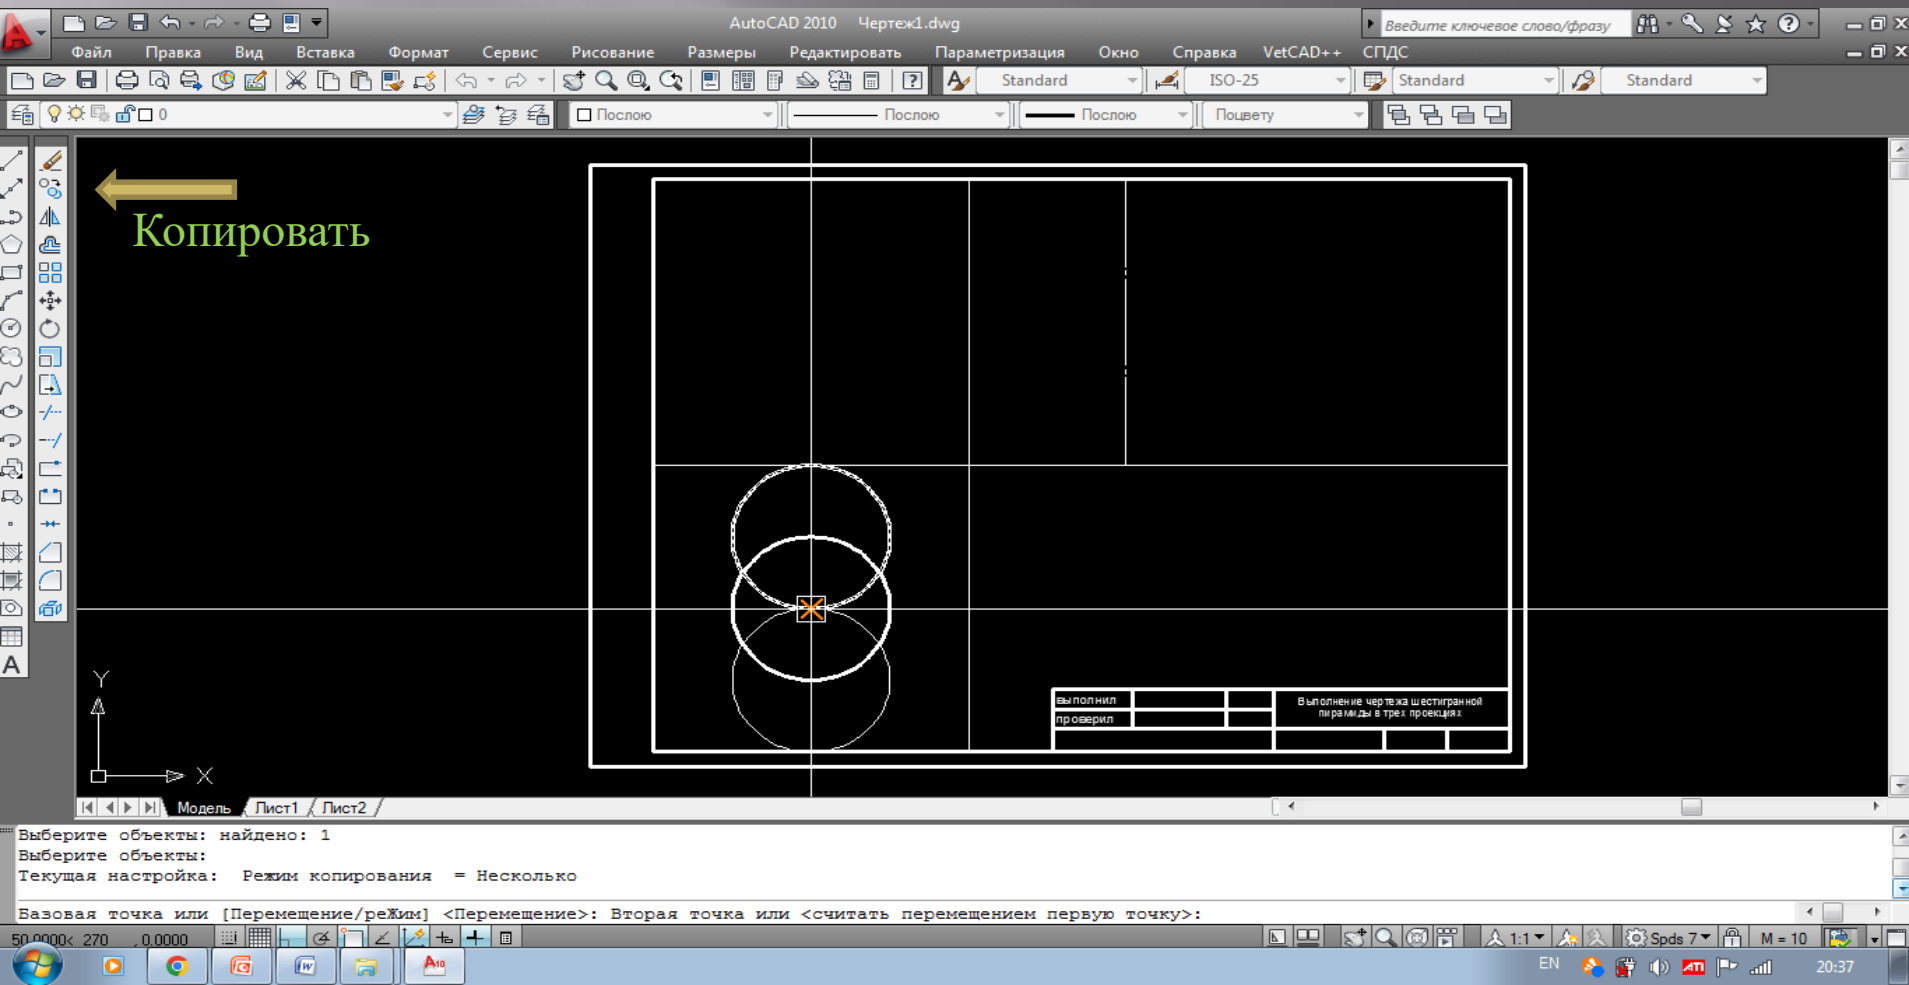 AutoCAD 2010 Чертеж1.dwg
Введите ключевое слово/фразу
Файл Правка Вид Вставка Формат Сервис Рисование Размеры Редактировать Параметризация Окно Справка VetCAD++ СПДС
Standard ISO-25 Standard Standard
0 Послою Послою Послою Поцвету
Копировать
выполнил
проверил
Выполнение чертежа шестигранной
пирамиды в трех проекциях
Y
X
A
Модель Лист1 Лист2
Выберите объекты: найдено: 1
Выберите объекты:
Текущая настройка: Режим копирования = Несколько
Базовая точка или [Перемещение/реЖим] <Перемещение>: Вторая точка или <считать перемещением первую точку>:
50.0000< 270 , 0.0000
1:1 Spds 7 M = 10
EN ATI 20:37